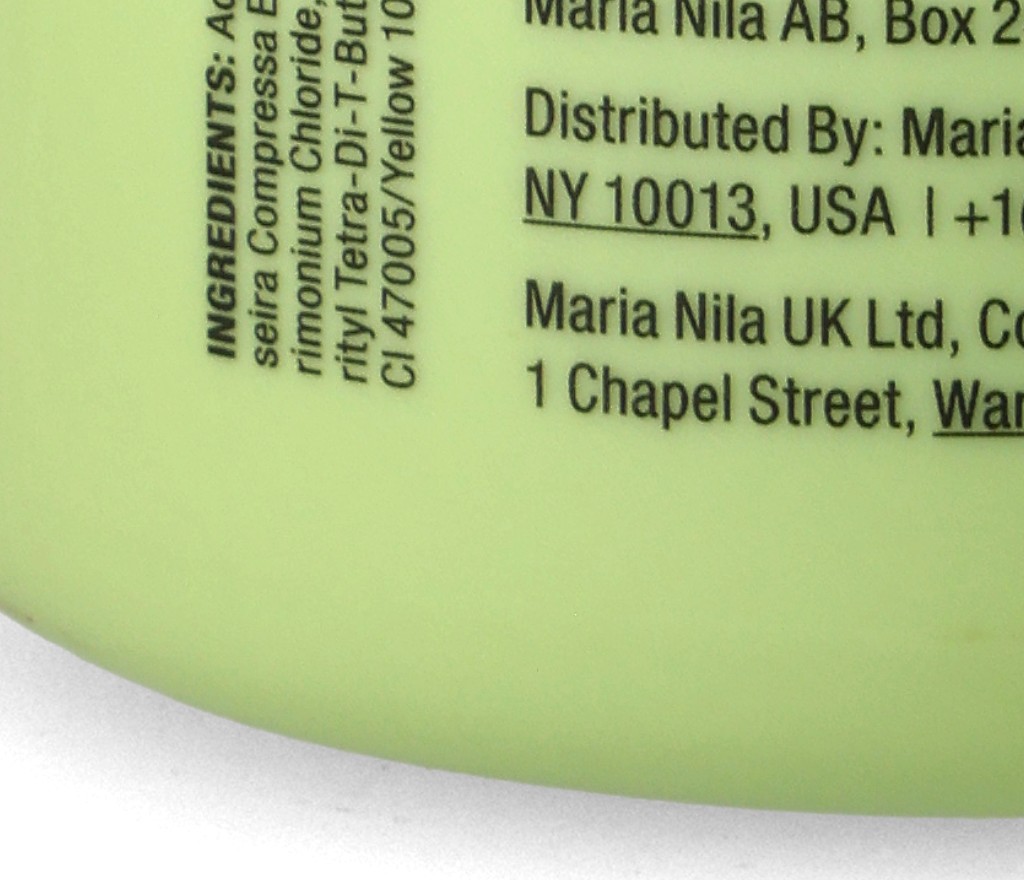 INGREDIENTS:
seira Compressa
rimonium Chloride,
rityl Tetra-Di-T-But
CI 47005/Yellow 10
Maria Nila AB, Box 2
Distributed By: Maria
NY 10013, USA | +1
Maria Nila UK Ltd,
1 Chapel Street, War